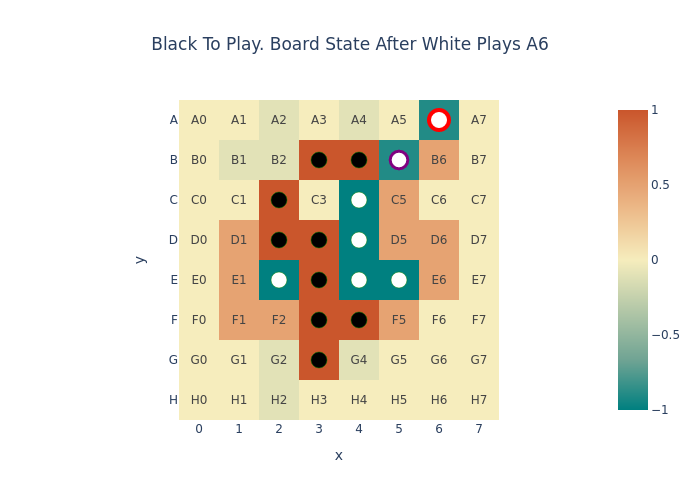 Black To Play. Board State After White Plays A6
A A0 A1 A2 A3 A4 A5 A7
B B0 B1 B2 B6 B7
C C0 C1 C3 C5 C6 C7
D D0 D1 D5 D6 D7
E E0 E1 E6 E7
F F0 F1 F2 F5 F6 F7
G G0 G1 G2 G4 G5 G6 G7
H H0 H1 H2 H3 H4 H5 H6 H7
0 1 2 3 4 5 6 7
x
y
1
0.5
0
−0.5
−1